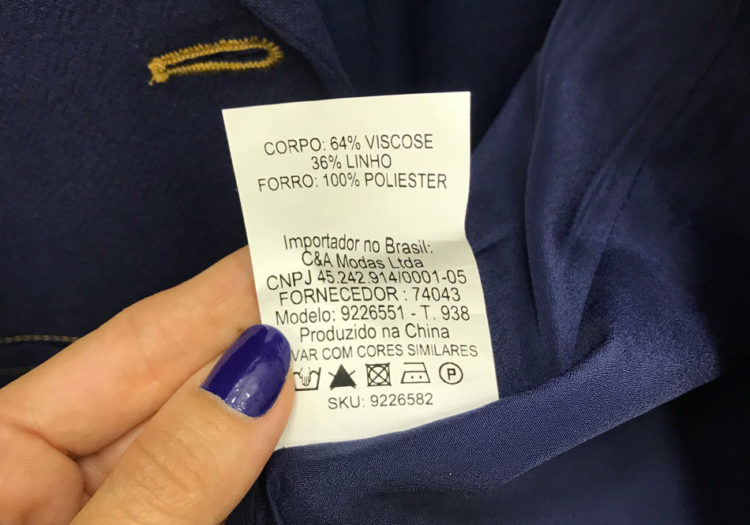 CORPO: 64% VISCOSE
36% LINHO
FORRO: 100% POLIESTER
Importador no Brasil:
C&A Modas Ltda
CNPJ 45.242.914/0001-05
FORNECEDOR : 74043
Modelo: 9226551 - T. 938
Produzido na China
VAR COM CORES SIMILARES
P
SKU: 9226582